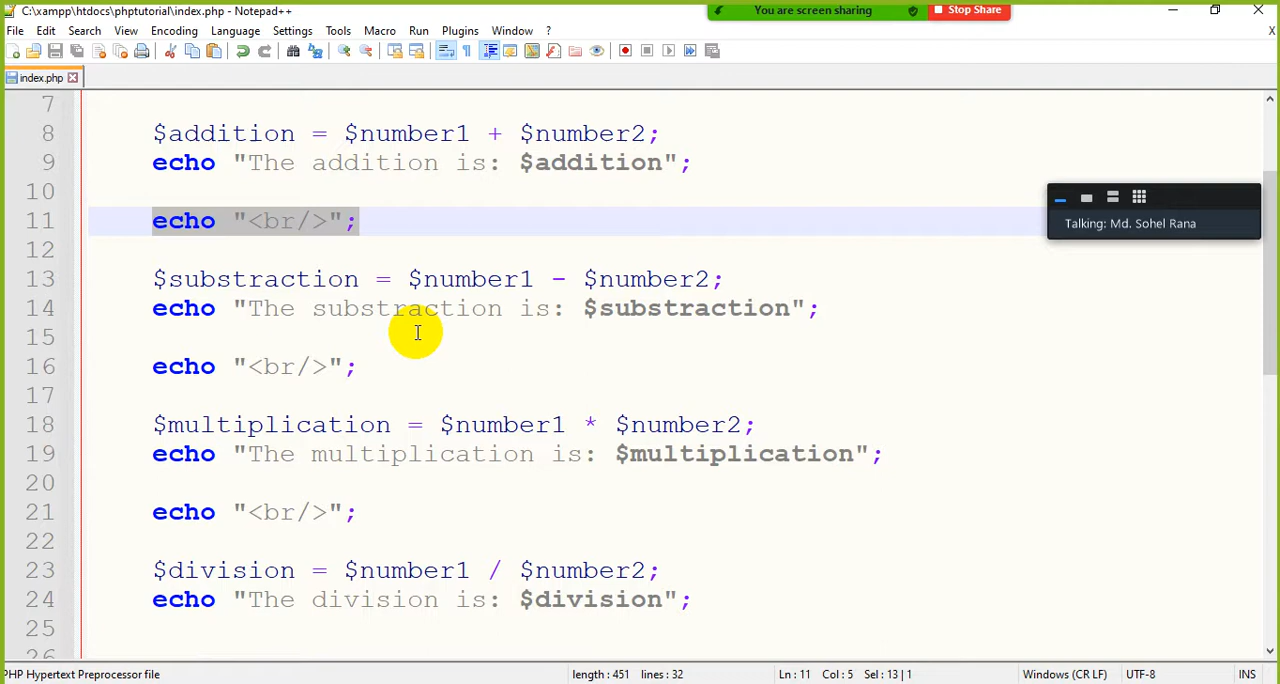 C:\xampp\htdocs\phptutorial\index.php - Notepad++
You are screen sharing
Stop Share
File Edit Search View Encoding Language Settings Tools Macro Run Plugins Window ?
X
index.php
7
8 $addition = $number1 + $number2;
9 echo "The addition is: $addition";
10
11 echo "<br/>";
12
13 $substraction = $number1 - $number2;
14 echo "The substraction is: $substraction";
15
16 echo "<br/>";
17
18 $multiplication = $number1 * $number2;
19 echo "The multiplication is: $multiplication";
20
21 echo "<br/>";
22
23 $division = $number1 / $number2;
24 echo "The division is: $division";
25
26
Talking: Md. Sohel Rana
PHP Hypertext Preprocessor file length : 451 lines : 32 Ln : 11 Col : 5 Sel : 13 | 1 Windows (CR LF) UTF-8 INS